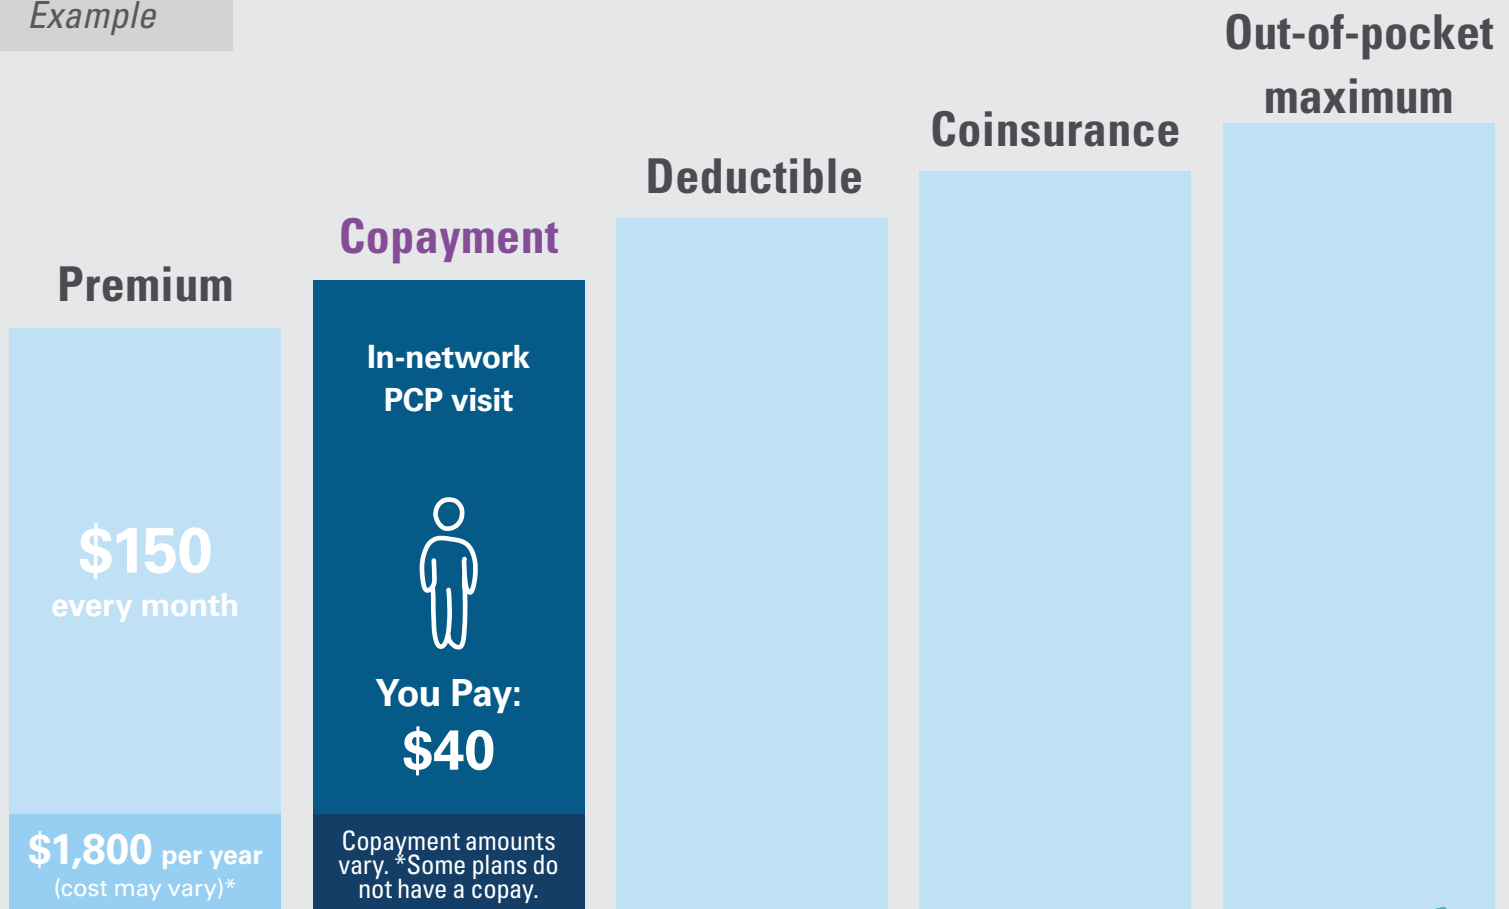 Example
Premium
$150
every month
$1,800 per year
(cost may vary)*
Copayment
In-network
PCP visit
You Pay:
$40
Copayment amounts
vary. *Some plans do
not have a copay.
Deductible
Coinsurance
Out-of-pocket
maximum